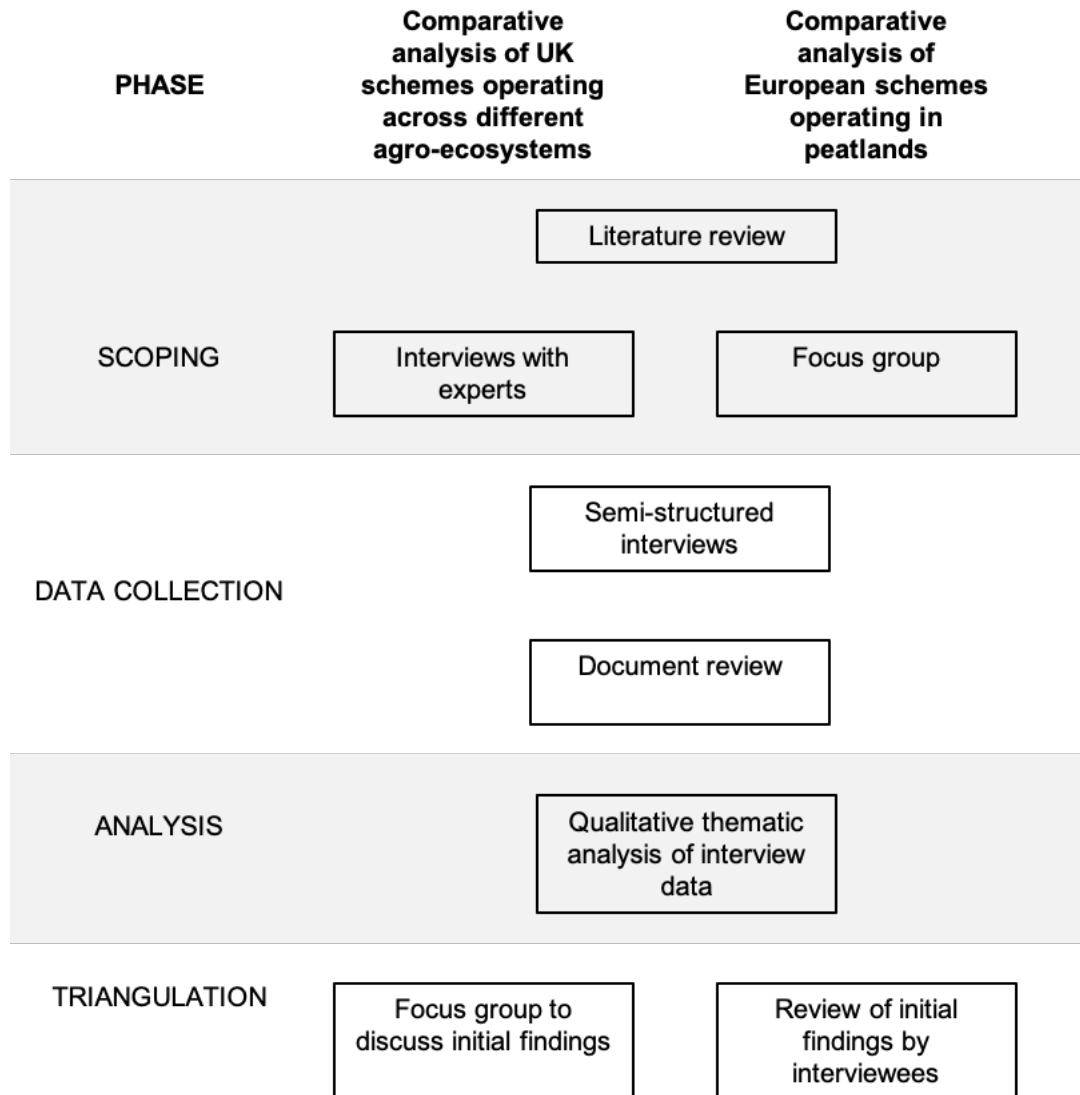 PHASE
Comparative
analysis of UK
schemes operating
across different
agro-ecosystems
Comparative
analysis of
European schemes
operating in
peatlands
Literature review
SCOPING
Interviews with
experts
Focus group
Semi-structured
interviews
DATA COLLECTION
Document review
ANALYSIS
Qualitative thematic
analysis of interview
data
TRIANGULATION
Focus group to
discuss initial findings
Review of initial
findings by
interviewees